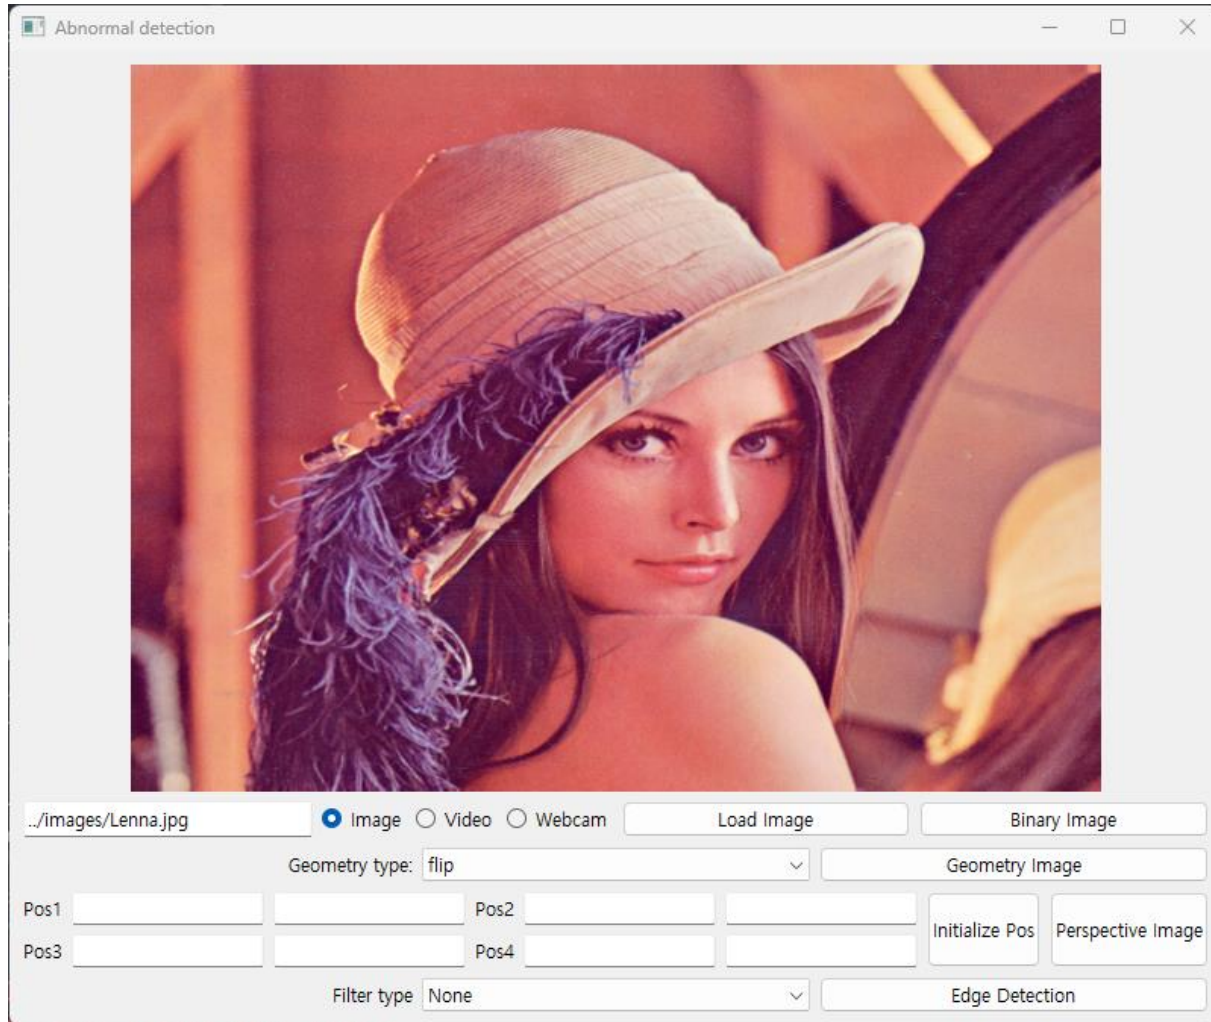 Abnormal detection
../images/Lenna.jpg Image Video Webcam Load Image Binary Image
Geometry type: flip Geometry Image
Pos1 Pos2
Initialize Pos Perspective Image
Pos3 Pos4
Filter type None Edge Detection